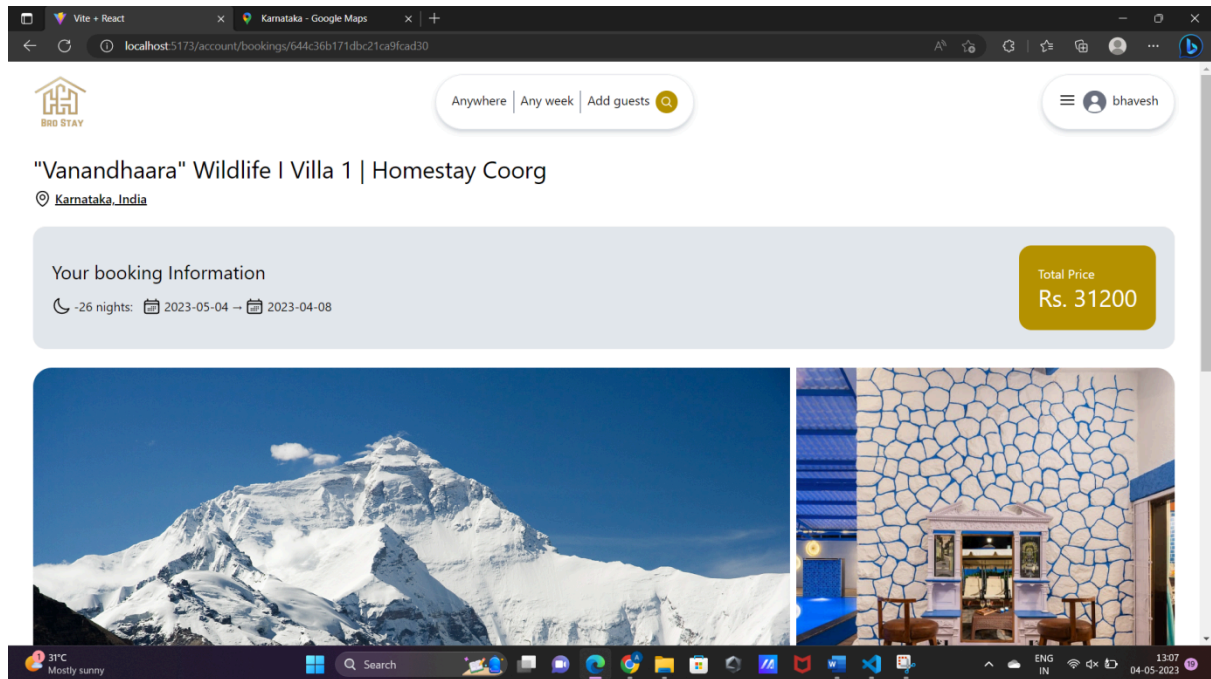 Vite + React
Karnataka - Google Maps
localhost:5173/account/bookings/644c36b171dbc21ca9fcad30
BRO STAY
Anywhere Any week Add guests
bhavesh
"Vanandhaara" Wildlife I Villa 1 | Homestay Coorg
Karnataka, India
Your booking Information
-26 nights: 2023-05-04 → 2023-04-08
Total Price
Rs. 31200
1
31°C
Mostly sunny
Search
ENG
IN
13:07
04-05-2023
19